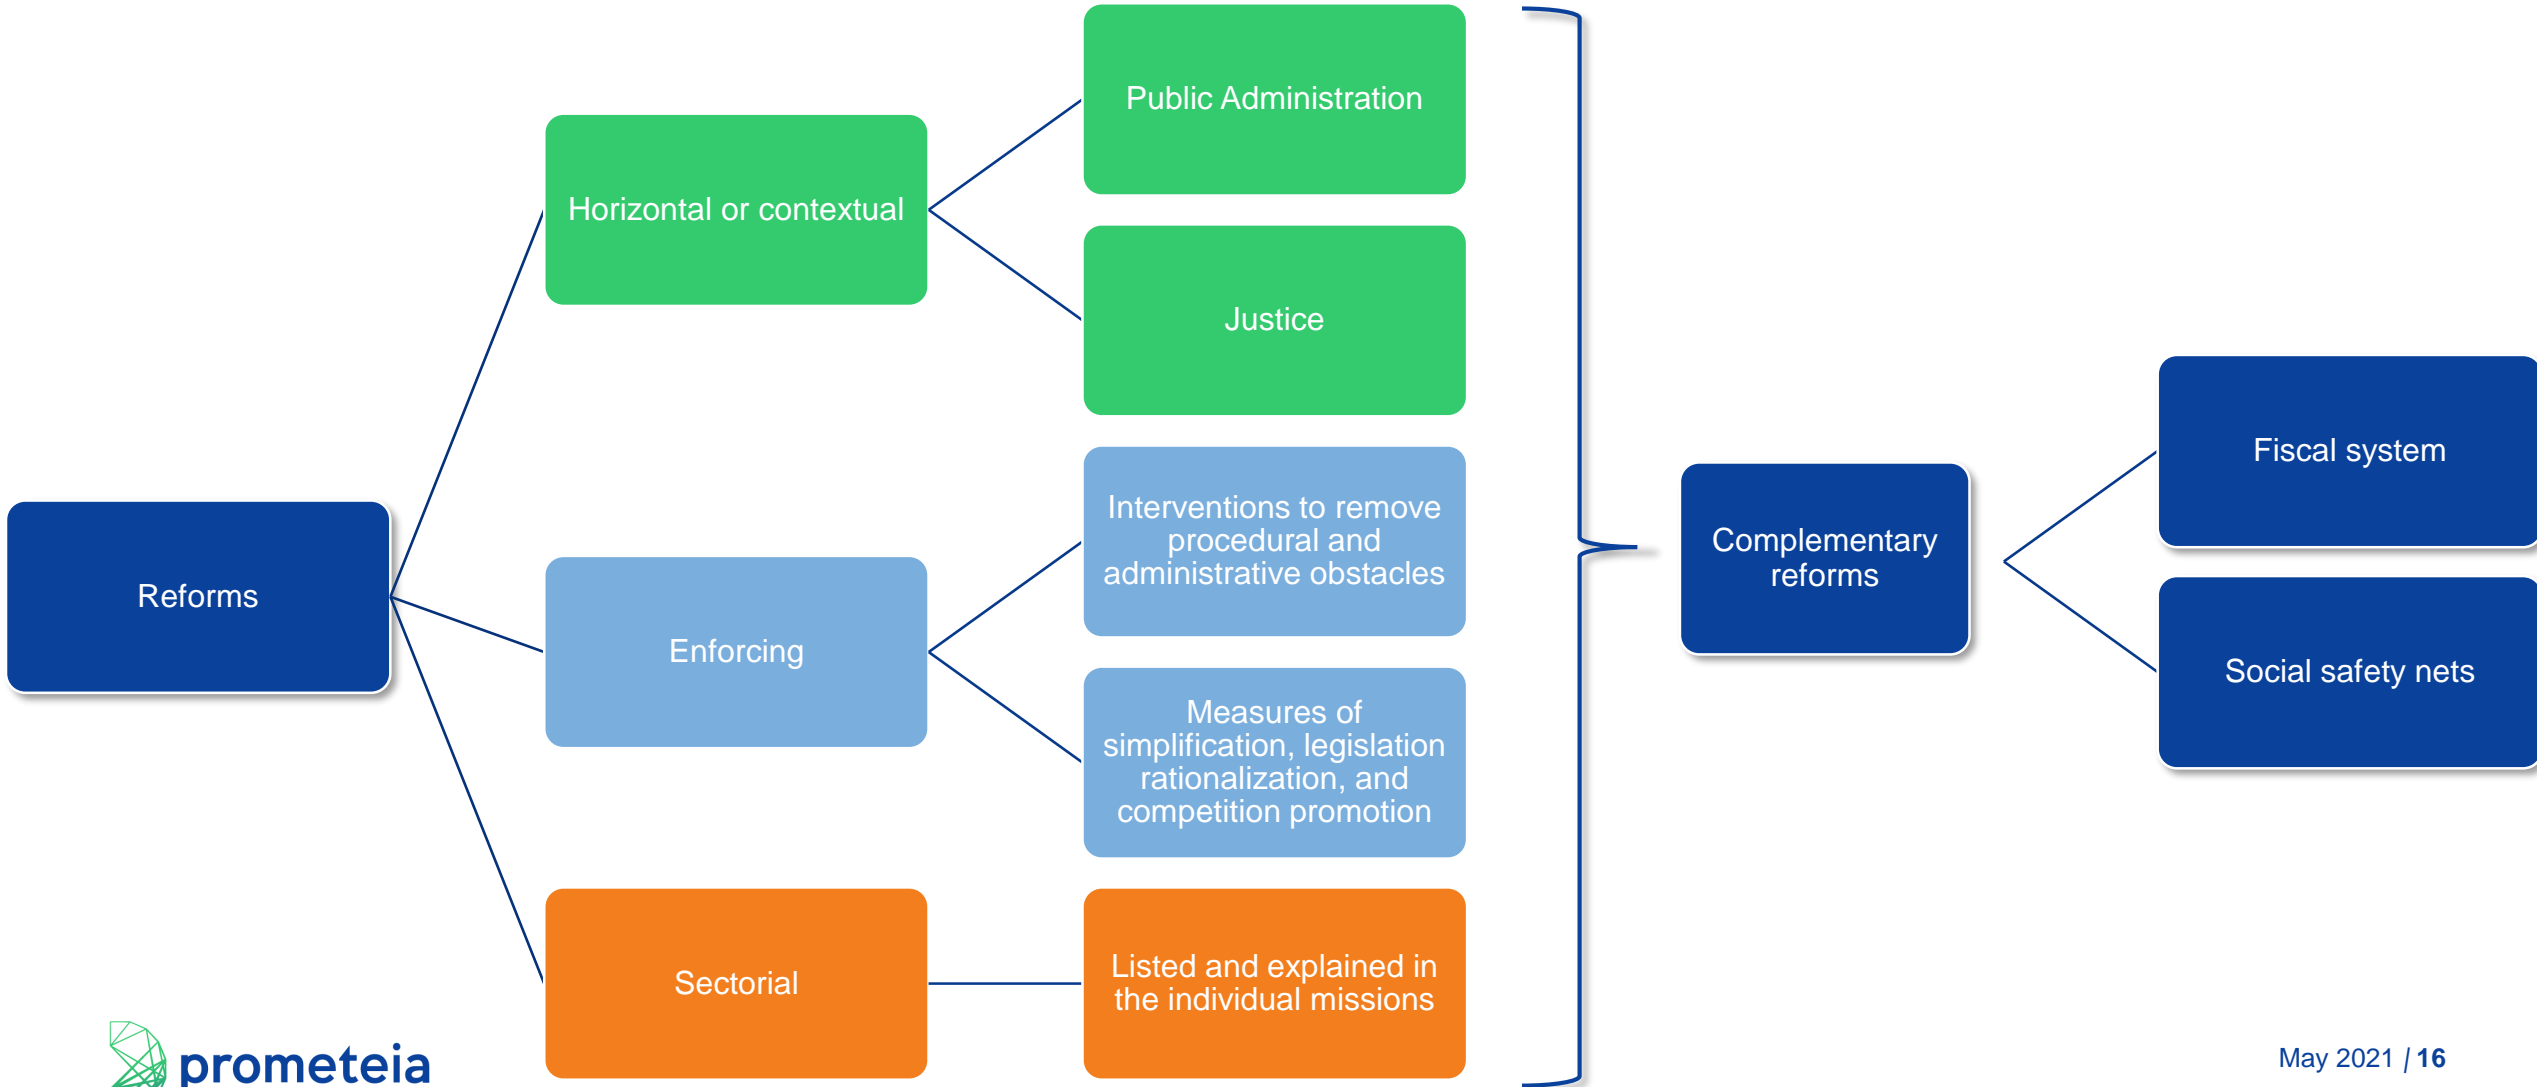 Reforms
Horizontal or contextual
Public Administration
Justice
Enforcing
Interventions to remove
procedural and
administrative obstacles
Measures of
simplification, legislation
rationalization, and
competition promotion
Sectorial
Listed and explained in
the individual missions
Complementary
reforms
Fiscal system
Social safety nets
prometeia
May 2021 / 16